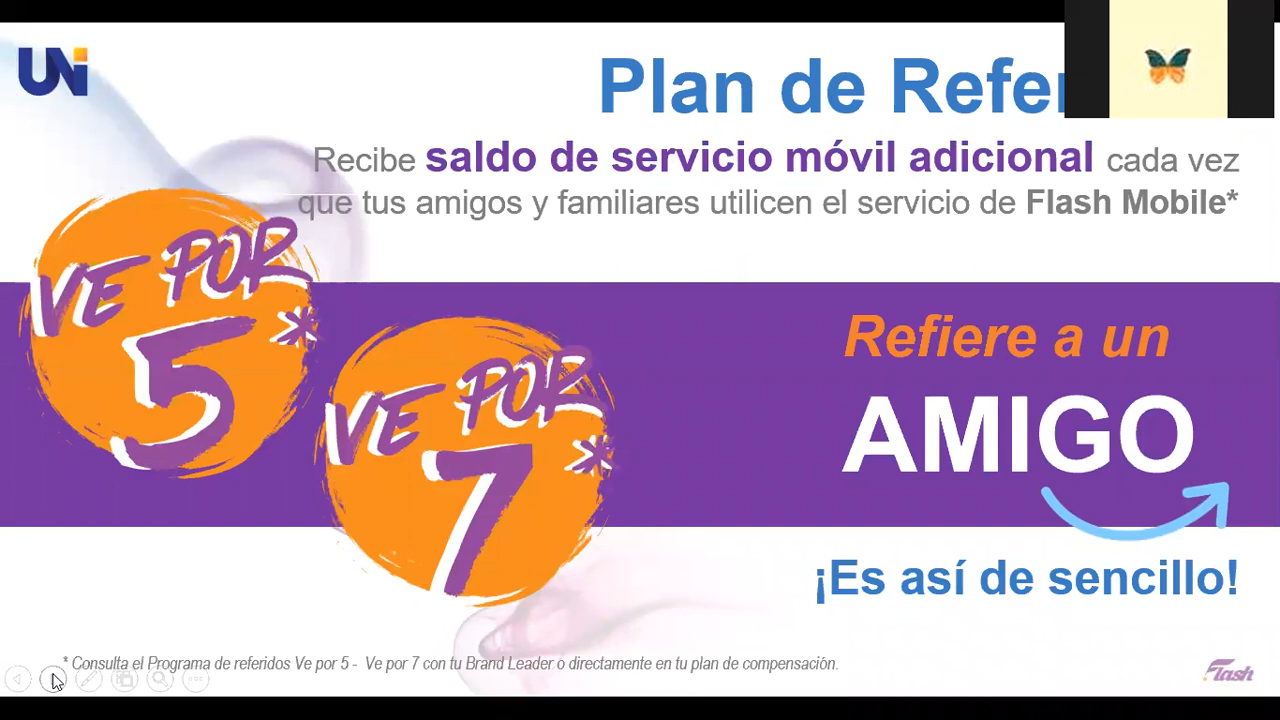 UNi
Plan de Refer
Recibe saldo de servicio móvil adicional cada vez
que tus amigos y familiares utilicen el servicio de Flash Mobile*
VE POR
5*
VE POR
7*
Refiere a un
AMIGO
¡Es así de sencillo!
* Consulta el Programa de referidos Ve por 5 - Ve por 7 con tu Brand Leader o directamente en tu plan de compensación.
Flash